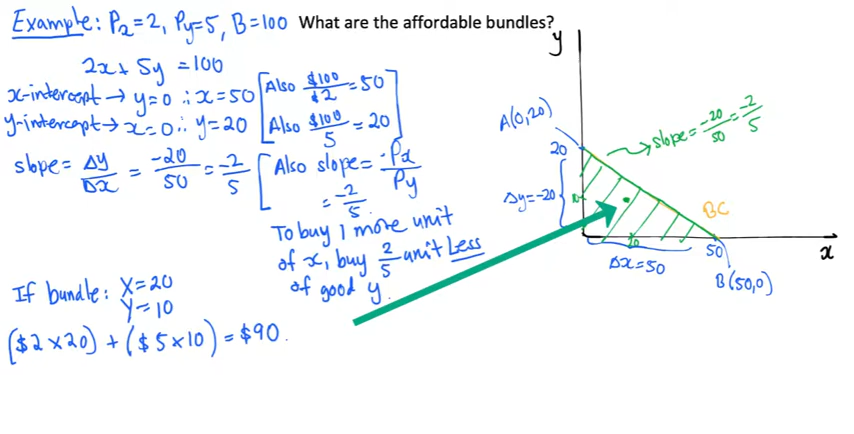 Example: Px=2, Py=5, B=100 What are the affordable bundles?
2x + 5y = 100
x-intercept → y=0 ∴ x=50 [Also $100/$2 = 50]
y-intercept → x=0 ∴ y=20 [Also $100/5 = 20]
slope = Δy/Δx = -20/50 = -2/5 [Also slope = -Px/Py
= -2/5.
To buy 1 more unit
of x, buy 2/5 unit Less
of good y
If bundle: X=20
Y=10
($2 x 20) + ($5 x 10) = $90.
y
A(0,20)
slope = -20/50 = -2/5
20
Δy=-20
10
BC
20
50
x
Δx=50
B(50,0)